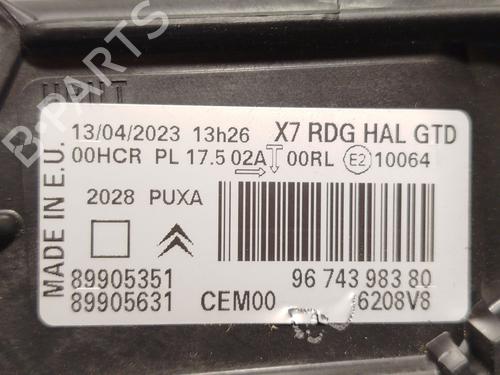 HAUT
13/04/2023 13h26 X7 RDG HAL GTD
00HCR PL 17.5 02A 00RL E2 10064
MADE IN E.U.
2028 PUXA
89905351 96 743 983 80
89905631 CEM00 6208V8
B-PARTS